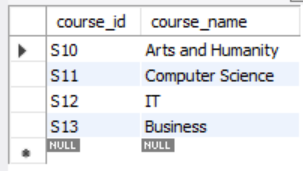 course_id course_name
S10 Arts and Humanity
S11 Computer Science
S12 IT
S13 Business
NULL NULL